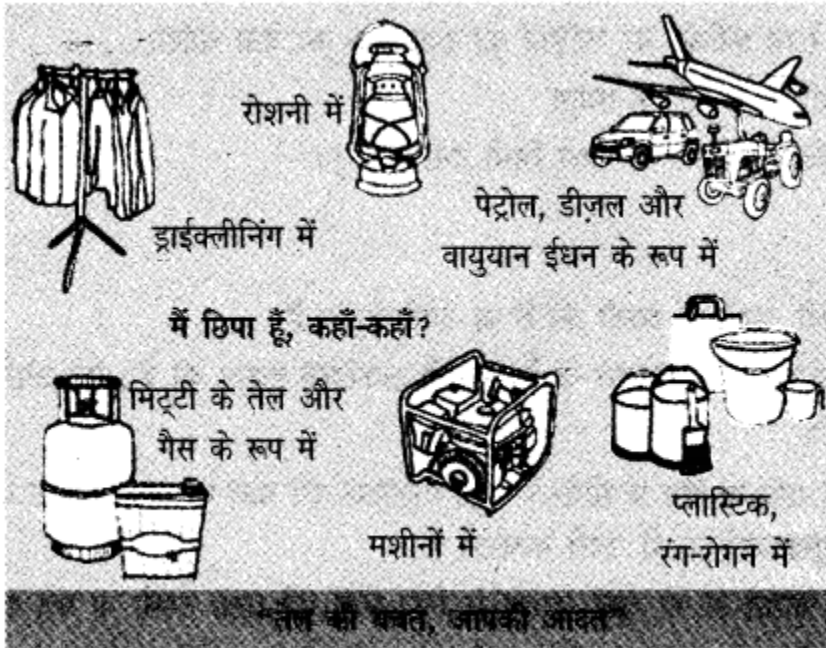 रोशनी में
ड्राईक्लीनिंग में
पेट्रोल, डीज़ल और
वायुयान ईधन के रूप में
मैं छिपा हूँ, कहाँ-कहाँ?
मिट्टी के तेल और
गैस के रूप में
मशीनों में
प्लास्टिक,
रंग-रोगन में
"तेल की बचत, आपकी आदत"